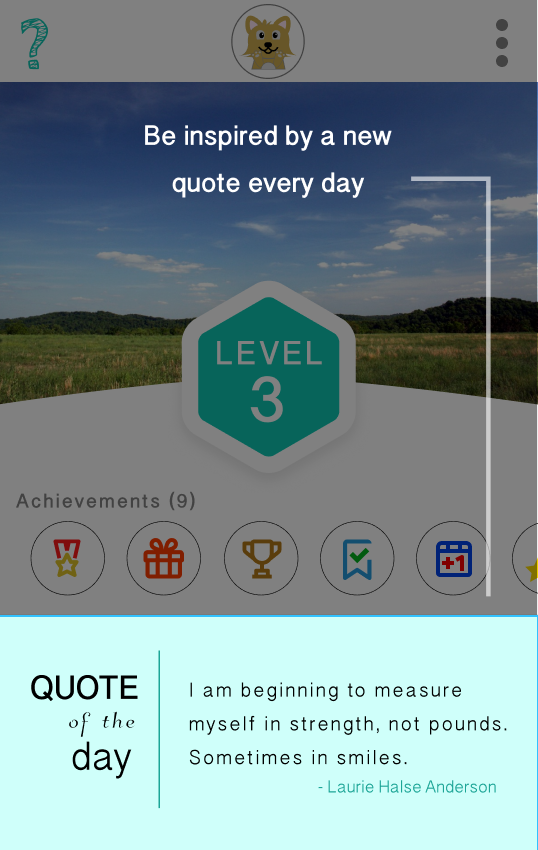 ?
Be inspired by a new
quote every day
LEVEL
3
Achievements (9)
+1
QUOTE
of the
day
I am beginning to measure
myself in strength, not pounds.
Sometimes in smiles.
- Laurie Halse Anderson